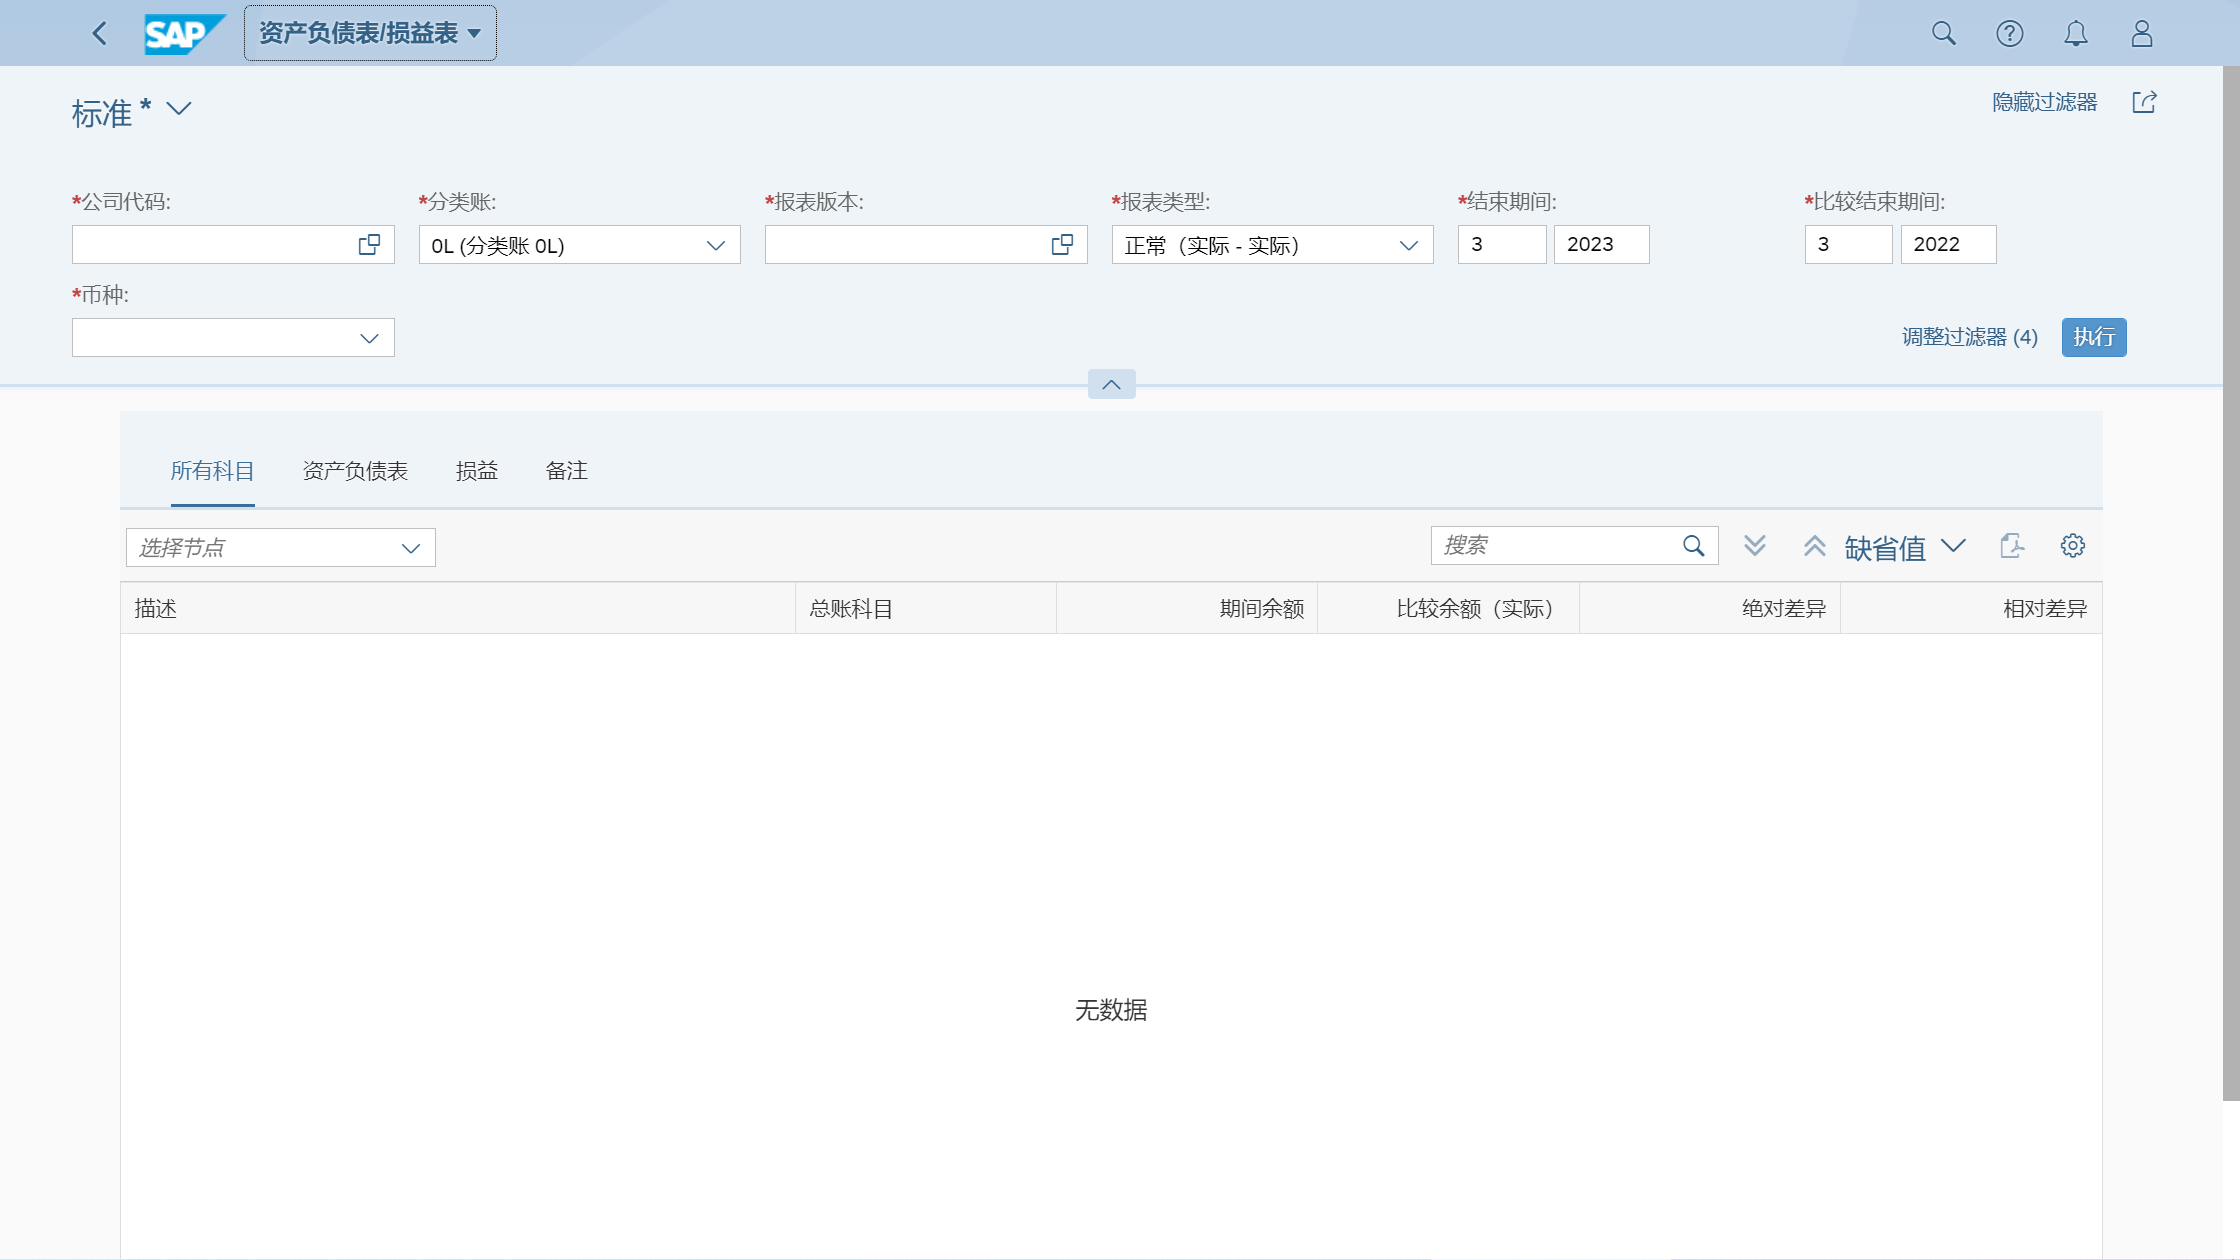 SAP 资产负债表/损益表
标准 *
隐藏过滤器
*公司代码: *分类账: *报表版本: *报表类型: *结束期间: *比较结束期间:
0L (分类账 0L) 正常（实际 - 实际） 3 2023 3 2022
*币种:
调整过滤器 (4) 执行
所有科目 资产负债表 损益 备注
选择节点 搜索 缺省值
描述 总账科目 期间余额 比较余额（实际） 绝对差异 相对差异
无数据